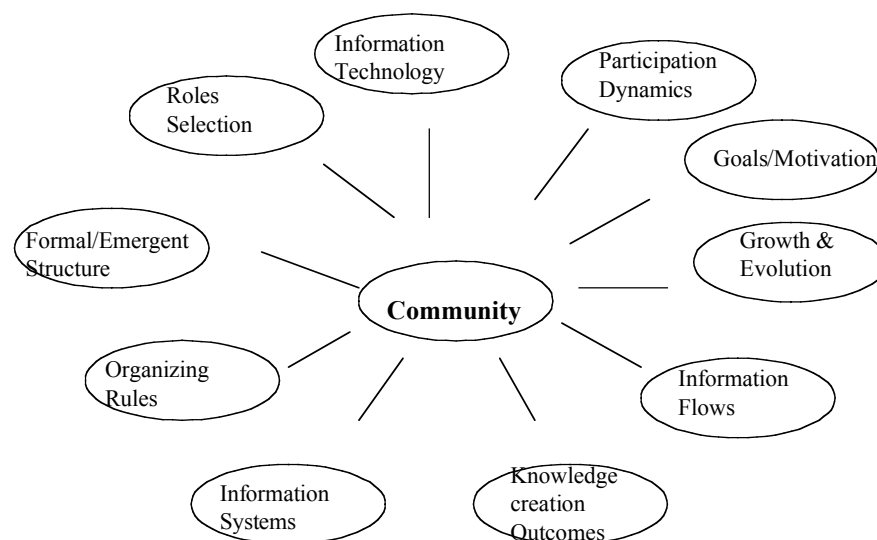 Information
Technology
Participation
Dynamics
Roles
Selection
Goals/Motivation
Formal/Emergent
Structure
Growth &
Evolution
Community
Organizing
Rules
Information
Flows
Information
Systems
Knowledge
creation
Outcomes